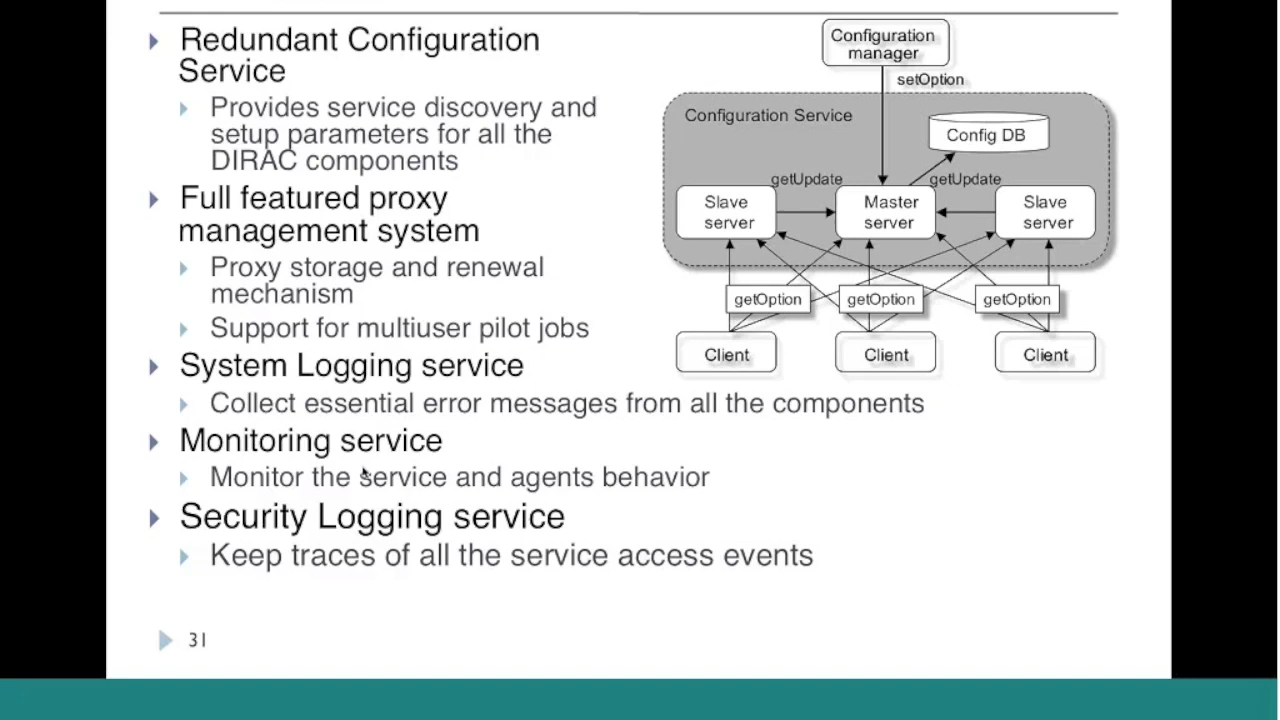 Redundant Configuration
Service
Provides service discovery and
setup parameters for all the
DIRAC components
Full featured proxy
management system
Proxy storage and renewal
mechanism
Support for multiuser pilot jobs
System Logging service
Collect essential error messages from all the components
Monitoring service
Monitor the service and agents behavior
Security Logging service
Keep traces of all the service access events
31
Configuration
manager
setOption
Configuration Service
Config DB
getUpdate
getUpdate
Slave
server
Master
server
Slave
server
getOption
getOption
getOption
Client
Client
Client